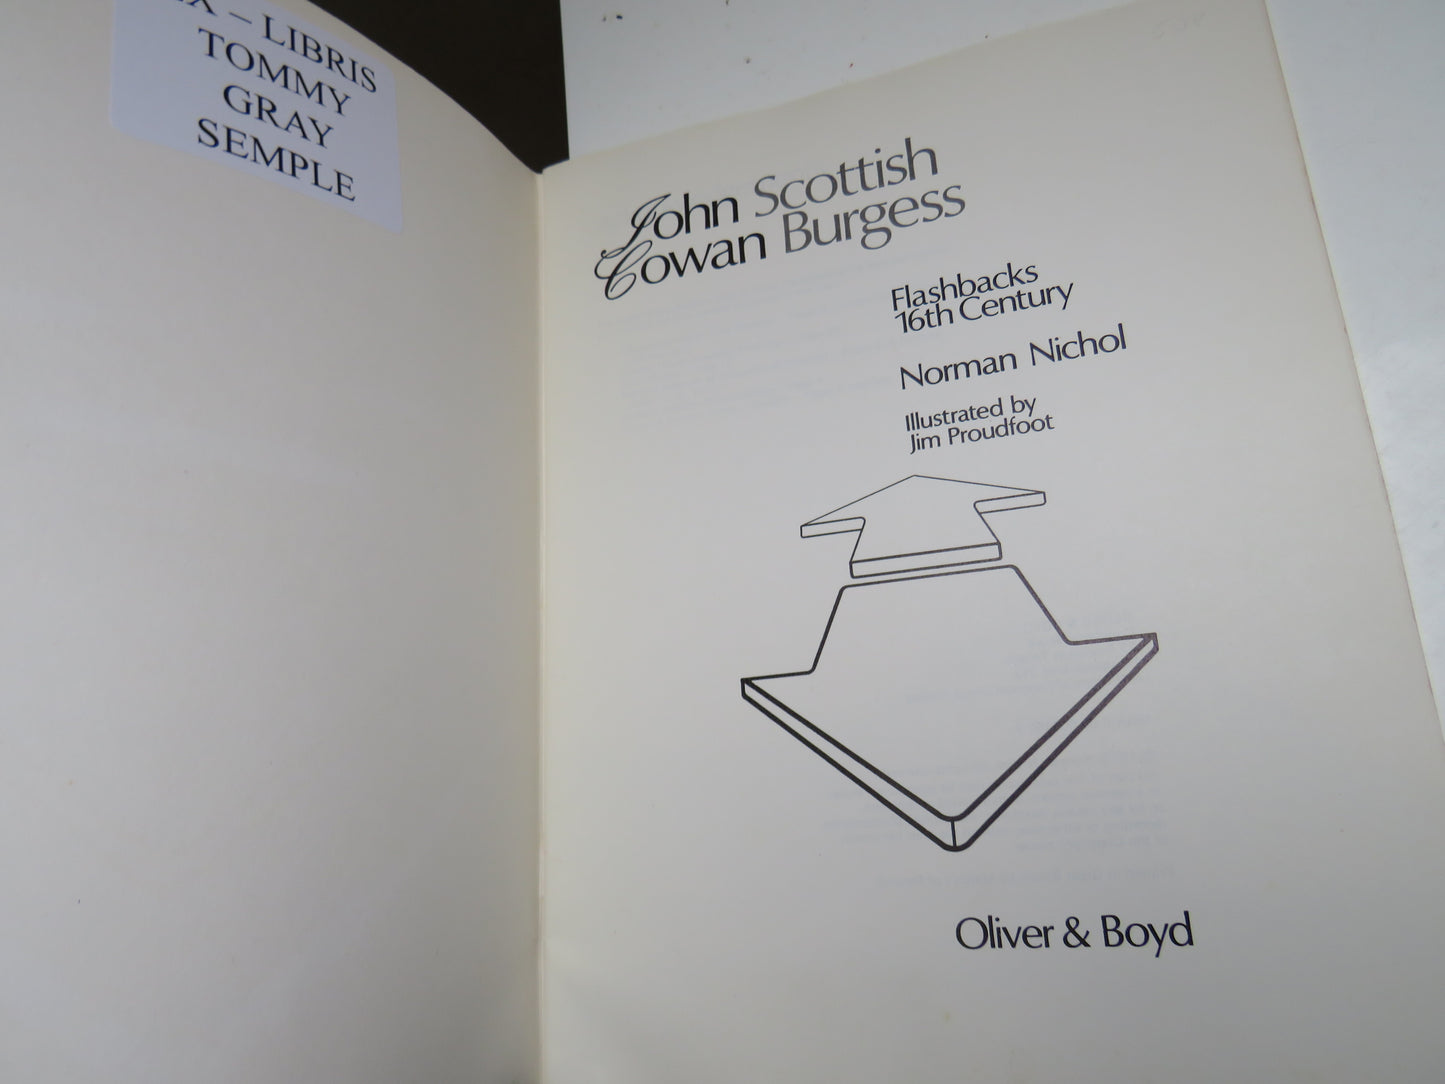 – LIBRIS
TOMMY
GRAY
SEMPLE
John Scottish
Cowan Burgess
Flashbacks
16th Century
Norman Nichol
Illustrated by
Jim Proudfoot
Oliver & Boyd